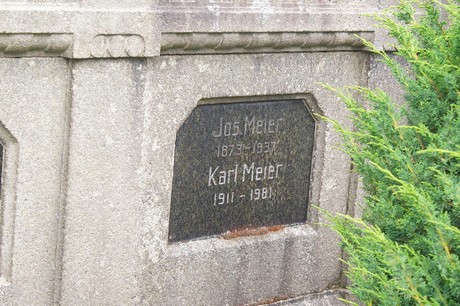 Jos. Meier
1873 - 1937
Karl Meier
1911 - 1981